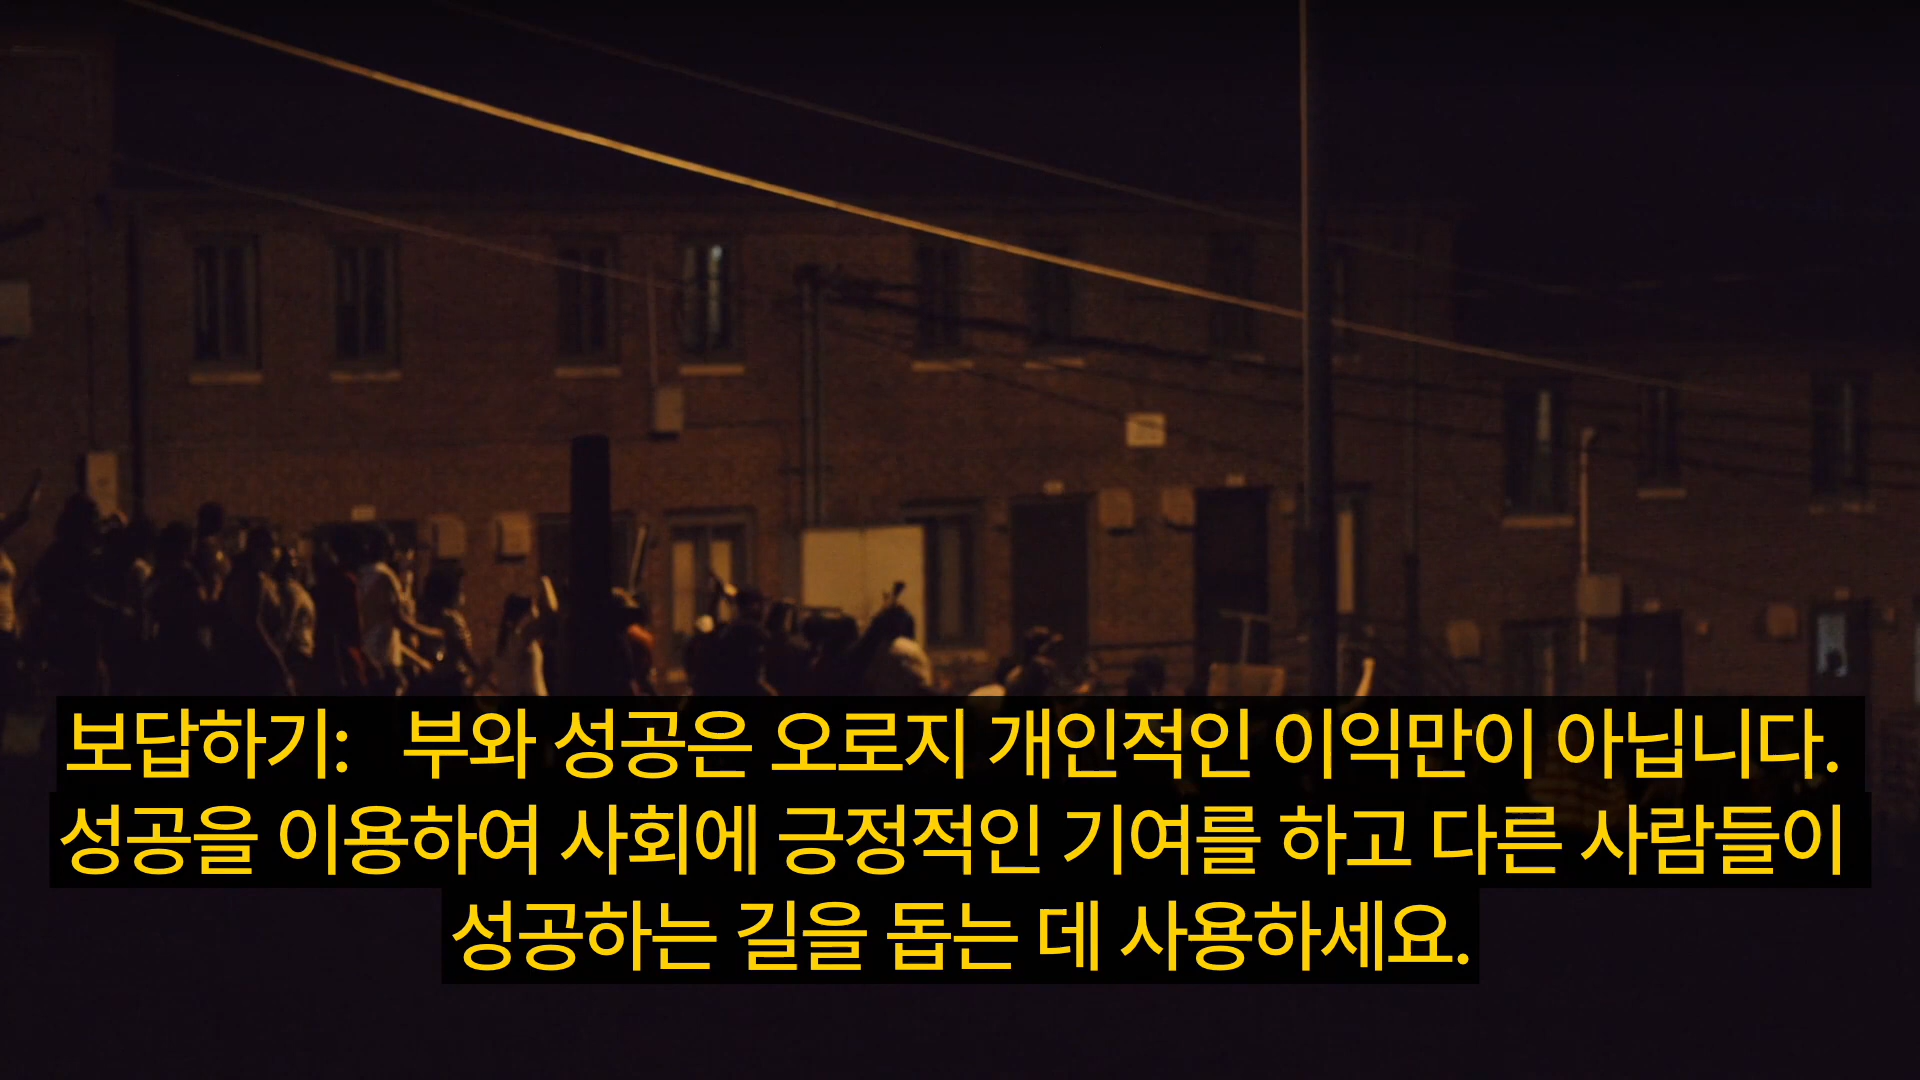 보답하기: 부와 성공은 오로지 개인적인 이익만이 아닙니다.
성공을 이용하여 사회에 긍정적인 기여를 하고 다른 사람들이
성공하는 길을 돕는 데 사용하세요.